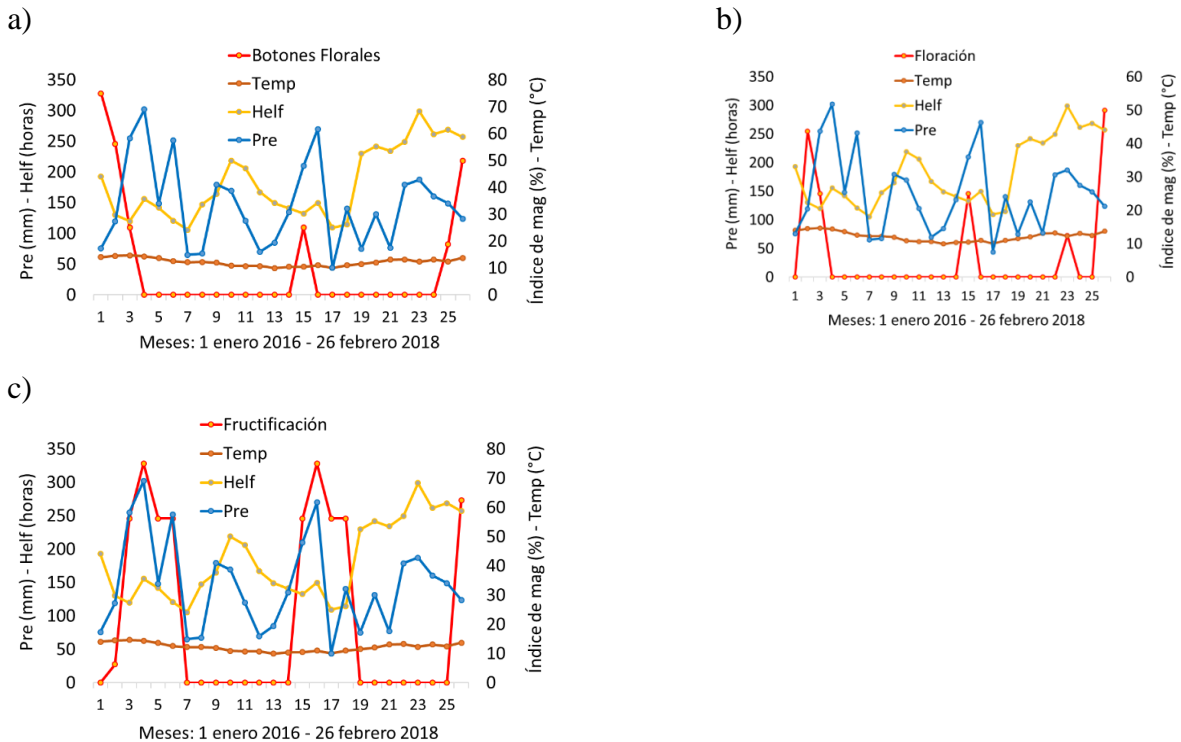 a)
Botones Florales
Temp
Helf
Pre
350
300
250
200
150
100
50
0
80
70
60
50
40
30
20
10
0
Pre (mm) - Helf (horas)
Índice de mag (%) - Temp (°C)
1 3 5 7 9 11 13 15 17 19 21 23 25
Meses: 1 enero 2016 - 26 febrero 2018
b)
Floración
Temp
Helf
Pre
350
300
250
200
150
100
50
0
60
50
40
30
20
10
0
Pre (mm) - Helf (horas)
Índice de mag (%) - Temp (°C)
1 3 5 7 9 11 13 15 17 19 21 23 25
Meses: 1 enero 2016 - 26 febrero 2018
c)
Fructificación
Temp
Helf
Pre
350
300
250
200
150
100
50
0
80
70
60
50
40
30
20
10
0
Pre (mm) - Helf (horas)
Índice de mag (%) - Temp (°C)
1 3 5 7 9 11 13 15 17 19 21 23 25
Meses: 1 enero 2016 - 26 febrero 2018